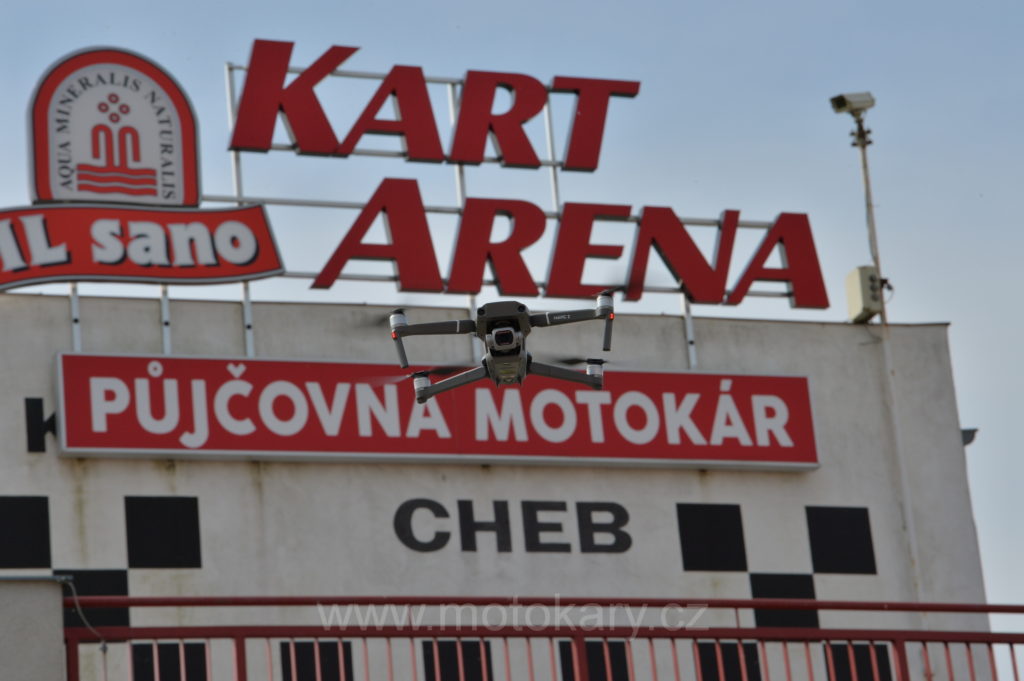 KART
ARENA
AQUA MINERALIS NATURALIS
IL sano
PŮJČOVNA MOTOKÁR
K
CHEB
www.motokary.cz